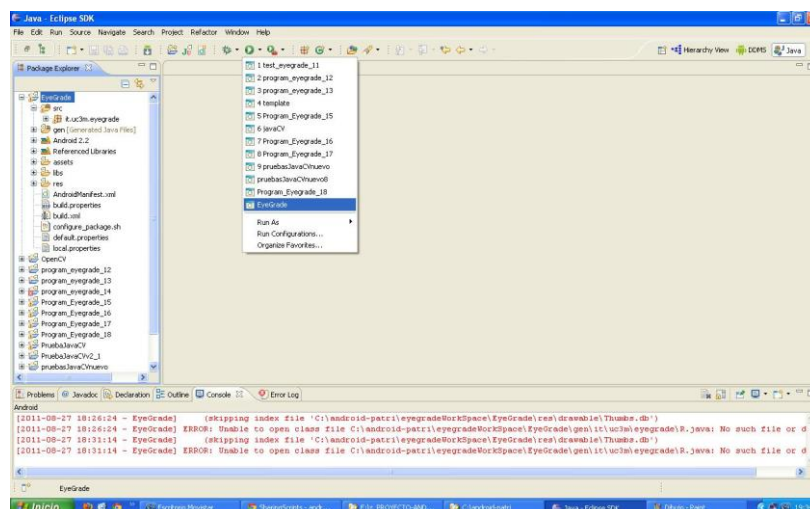 Java - Eclipse SDK
File Edit Run Source Navigate Search Project Refactor Window Help
Hierarchy View DDMS Java
Package Explorer
EyeGrade
src
it.uc3m.eyegrade
gen [Generated Java Files]
Android 2.2
Referenced Libraries
assets
libs
res
AndroidManifest.xml
build.properties
build.xml
configure_package.sh
default.properties
local.properties
OpenCV
program_eyegrade_12
program_eyegrade_13
program_eyegrade_14
Program_Eyegrade_15
Program_Eyegrade_16
Program_Eyegrade_17
Program_Eyegrade_18
PruebaJavaCV
PruebaJavaCVv2_1
pruebasJavaCVnuevo
1 test_eyegrade_11
2 program_eyegrade_12
3 program_eyegrade_13
4 template
5 Program_Eyegrade_15
6 javaCV
7 Program_Eyegrade_16
8 Program_Eyegrade_17
9 pruebasJavaCVnuevo
pruebasJavaCVnuevo8
Program_Eyegrade_18
EyeGrade
Run As
Run Configurations...
Organize Favorites...
Problems @ Javadoc Declaration Outline Console Error Log
Android
[2011-08-27 18:26:24 - EyeGrade] (skipping index file 'C:\android-patri\eyegradeWorkSpace\EyeGrade\res\drawable\Thumbs.db')
[2011-08-27 18:26:24 - EyeGrade] ERROR: Unable to open class file C:\android-patri\eyegradeWorkSpace\EyeGrade\gen\it\uc3m\eyegrade\R.java: No such file or d
[2011-08-27 18:31:14 - EyeGrade] (skipping index file 'C:\android-patri\eyegradeWorkSpace\EyeGrade\res\drawable\Thumbs.db')
[2011-08-27 18:31:14 - EyeGrade] ERROR: Unable to open class file C:\android-patri\eyegradeWorkSpace\EyeGrade\gen\it\uc3m\eyegrade\R.java: No such file or d
EyeGrade
Inicio Escritorio Movistar Java - Eclipse SDK Dibujo - Paint